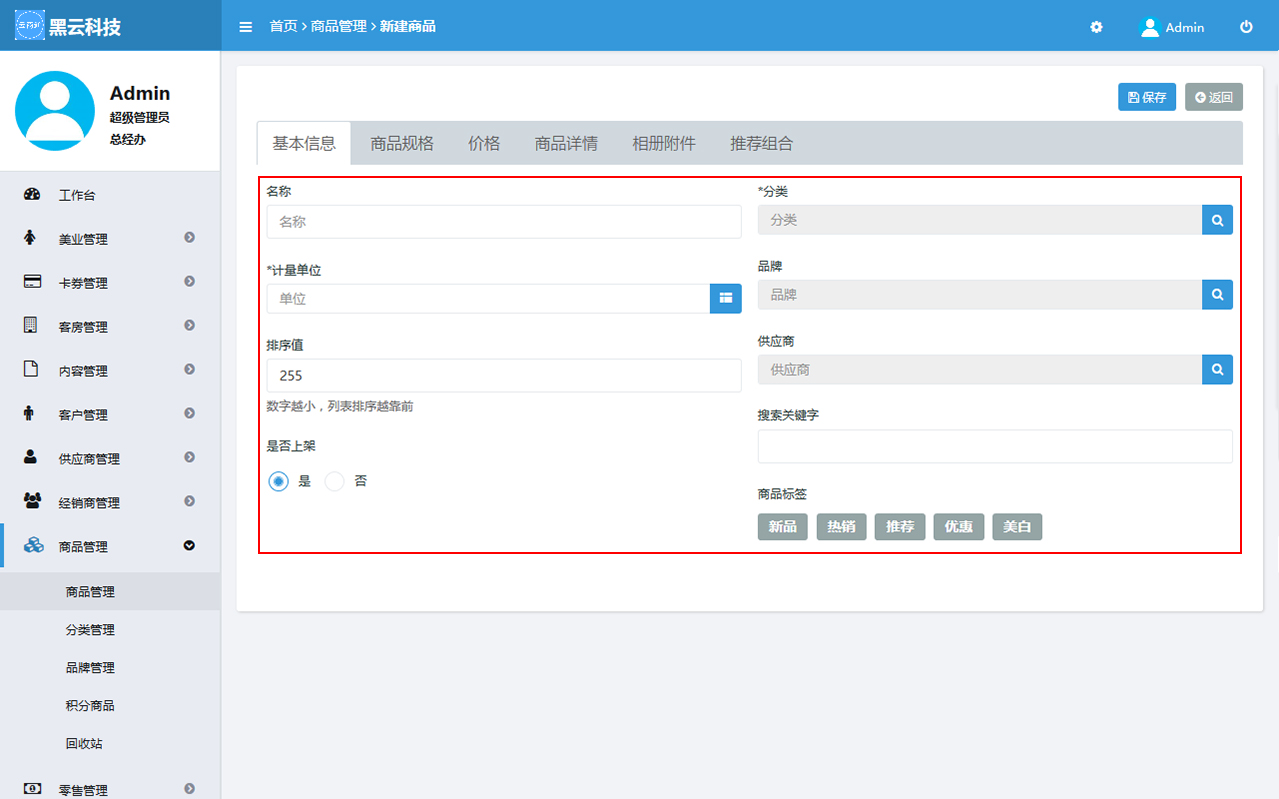 黑云科技
首页 > 商品管理 > 新建商品
Admin
Admin
超级管理员
总经办
工作台
美业管理
卡券管理
客房管理
内容管理
客户管理
供应商管理
经销商管理
商品管理
商品管理
分类管理
品牌管理
积分商品
回收站
零售管理
保存
返回
基本信息 商品规格 价格 商品详情 相册附件 推荐组合
名称
名称
*计量单位
单位
排序值
255
数字越小，列表排序越靠前
是否上架
是 否
*分类
分类
品牌
品牌
供应商
供应商
搜索关键字
商品标签
新品 热销 推荐 优惠 美白